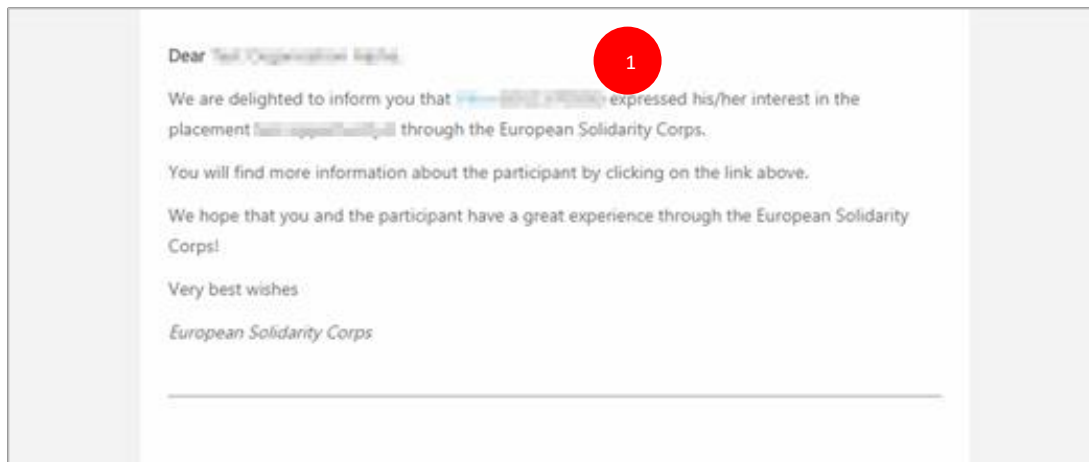 Dear
1
We are delighted to inform you that expressed his/her interest in the
placement through the European Solidarity Corps.
You will find more information about the participant by clicking on the link above.
We hope that you and the participant have a great experience through the European Solidarity
Corps!
Very best wishes
European Solidarity Corps